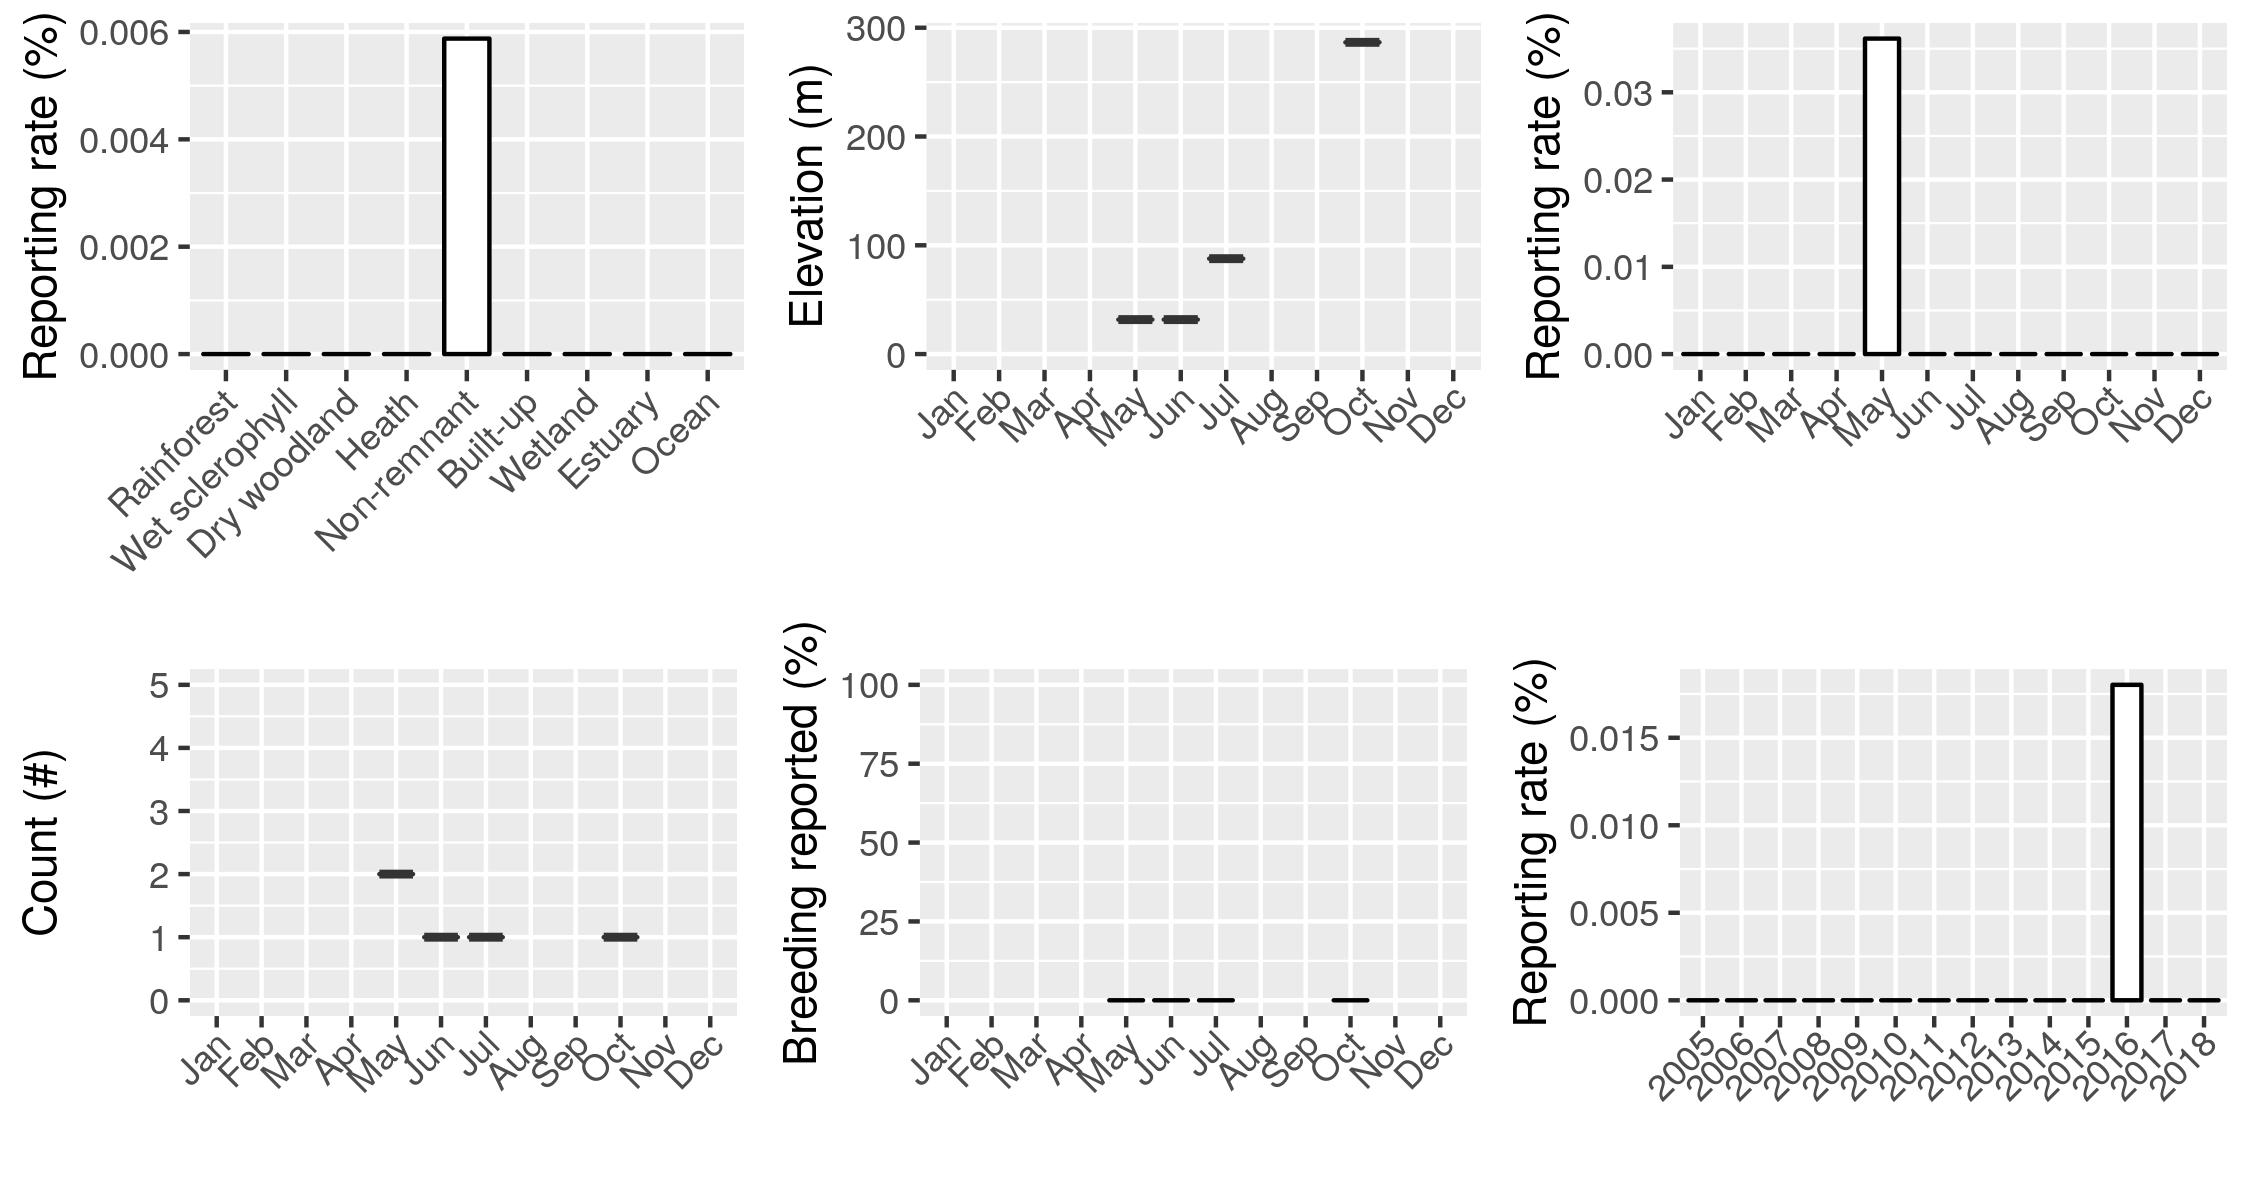 Reporting rate (%)
0.006
0.004
0.002
0.000
Rainforest
Wet sclerophyll
Dry woodland
Heath
Non-remnant
Built-up
Wetland
Estuary
Ocean
Elevation (m)
300
200
100
0
Jan
Feb
Mar
Apr
May
Jun
Jul
Aug
Sep
Oct
Nov
Dec
Reporting rate (%)
0.03
0.02
0.01
0.00
Jan
Feb
Mar
Apr
May
Jun
Jul
Aug
Sep
Oct
Nov
Dec
Count (#)
5
4
3
2
1
0
Jan
Feb
Mar
Apr
May
Jun
Jul
Aug
Sep
Oct
Nov
Dec
Breeding reported (%)
100
75
50
25
0
Jan
Feb
Mar
Apr
May
Jun
Jul
Aug
Sep
Oct
Nov
Dec
Reporting rate (%)
0.015
0.010
0.005
0.000
2005
2006
2007
2008
2009
2010
2011
2012
2013
2014
2015
2016
2017
2018